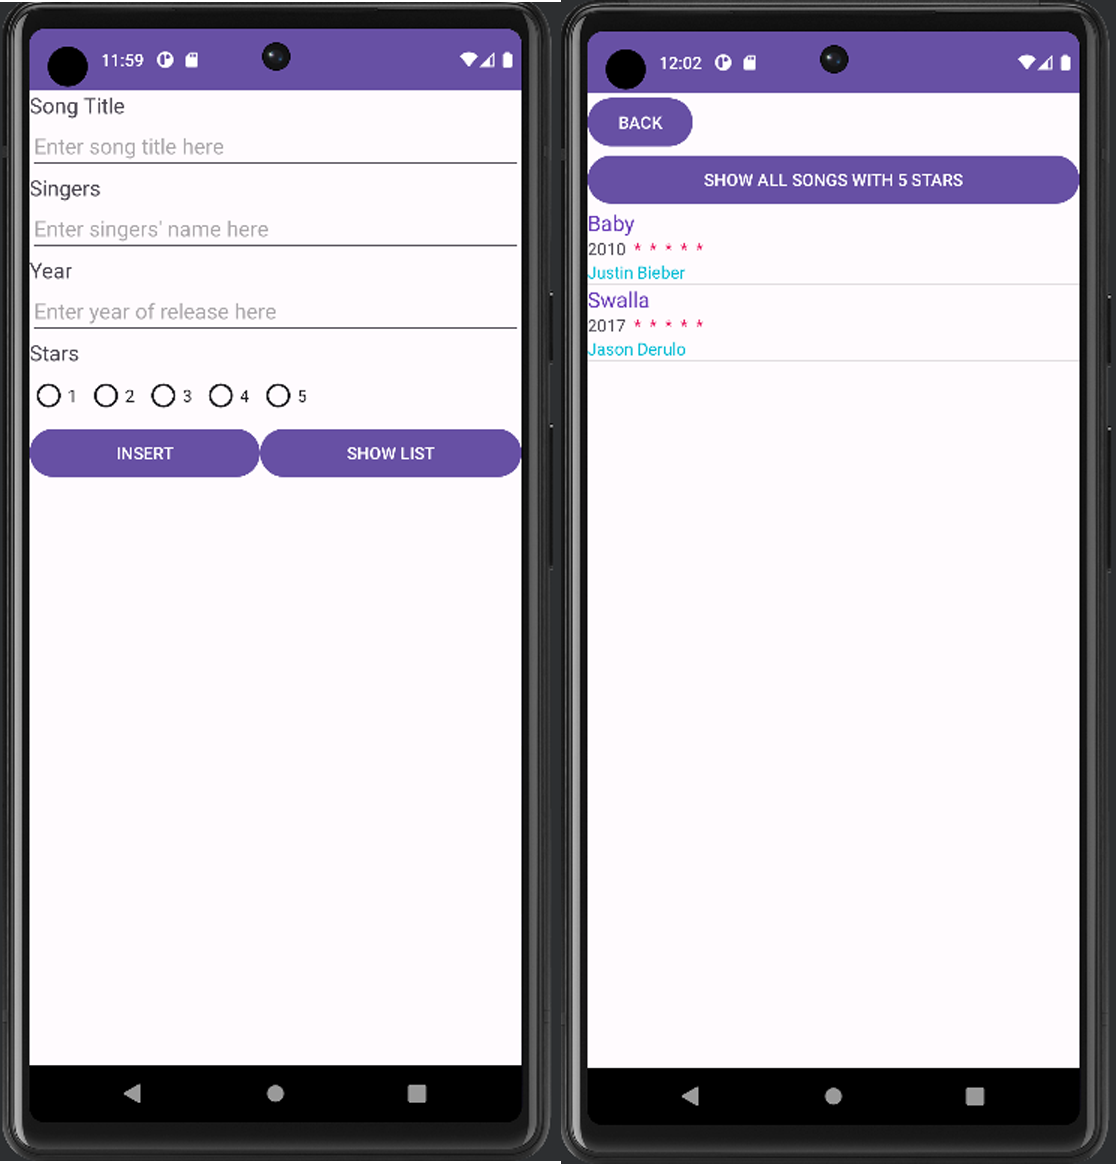 11:59
Song Title
Enter song title here
Singers
Enter singers' name here
Year
Enter year of release here
Stars
1 2 3 4 5
INSERT SHOW LIST
12:02
BACK
SHOW ALL SONGS WITH 5 STARS
Baby
2010 * * * * *
Justin Bieber
Swalla
2017 * * * * *
Jason Derulo